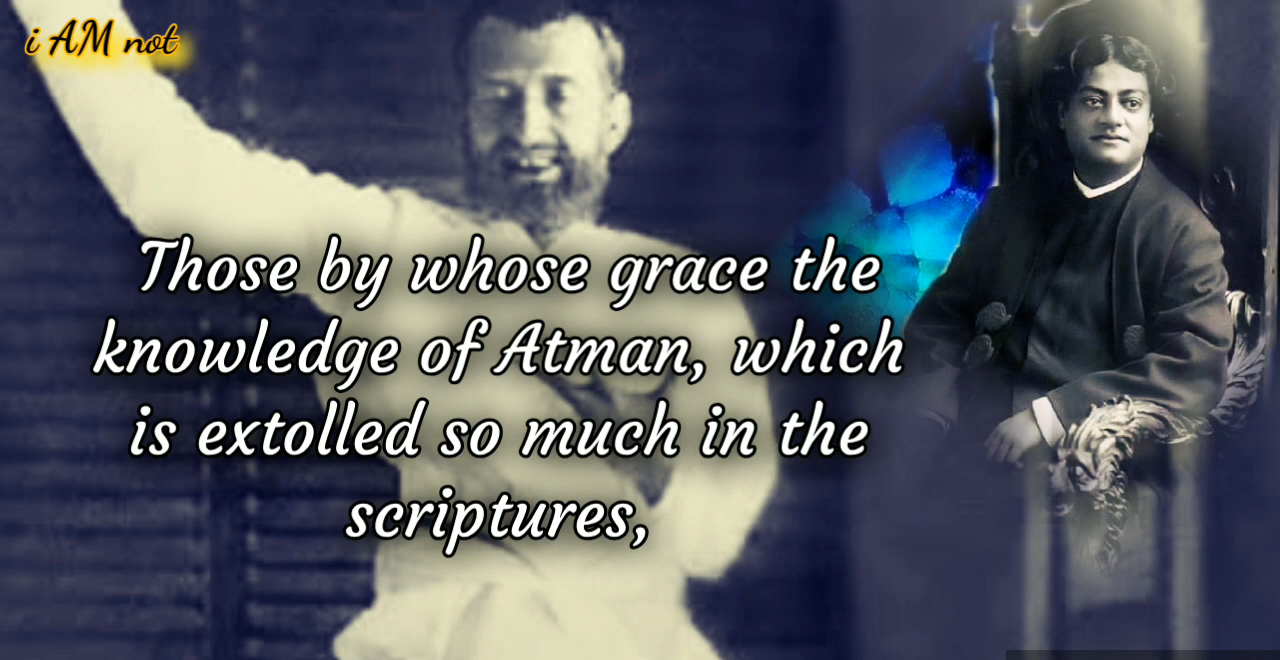 i AM not
Those by whose grace the
knowledge of Atman, which
is extolled so much in the
scriptures,